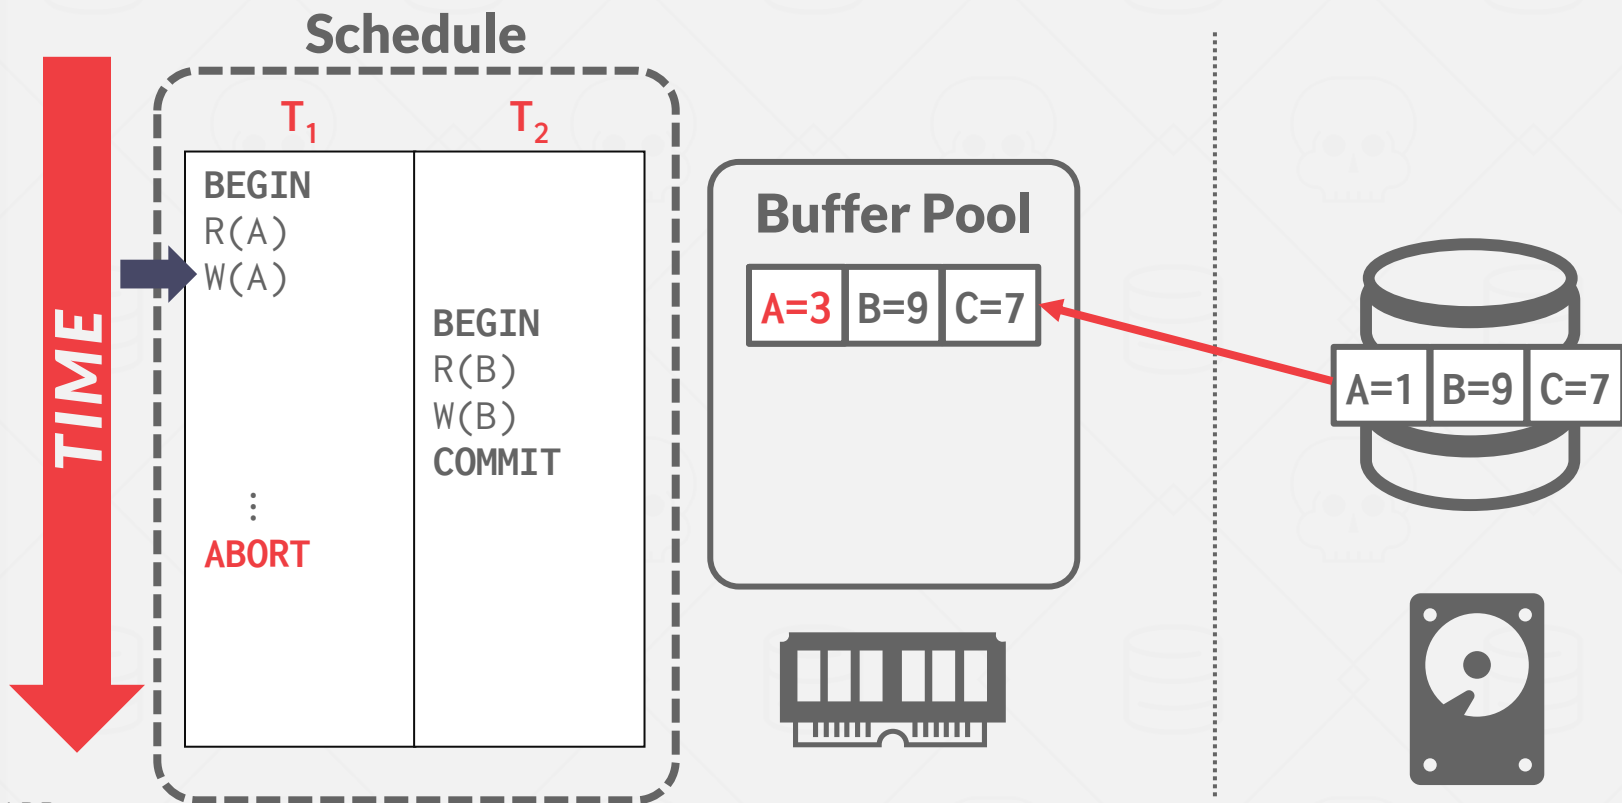 Schedule
TIME
T₁ T₂
BEGIN
R(A)
W(A)
BEGIN
R(B)
W(B)
COMMIT
⋮
ABORT
Buffer Pool
A=3 B=9 C=7
A=1 B=9 C=7